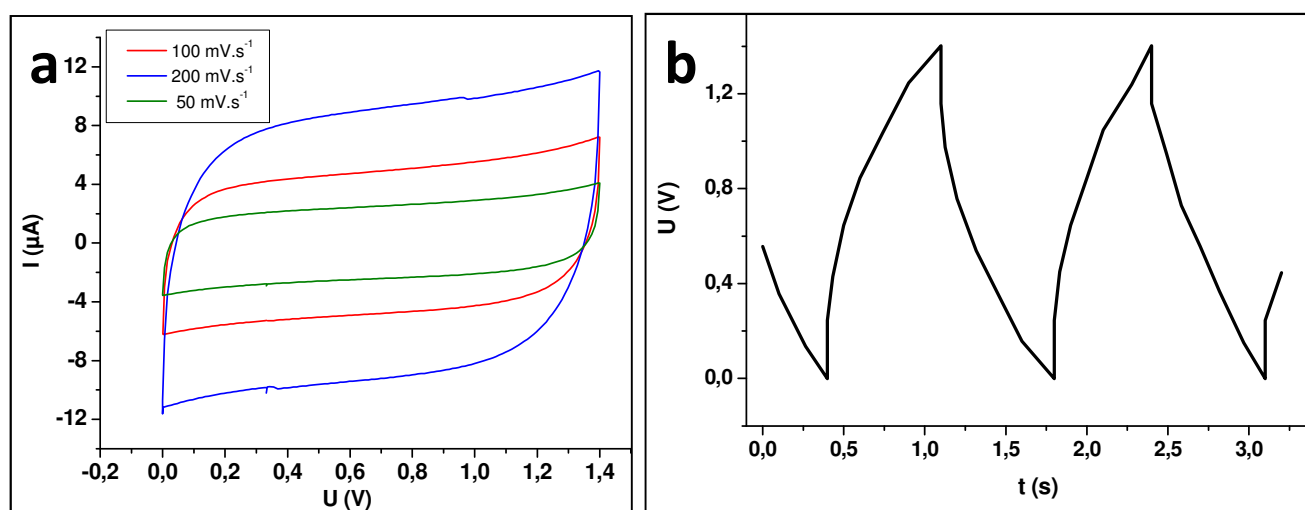 a
100 mV.s⁻¹
200 mV.s⁻¹
50 mV.s⁻¹
12
8
4
0
-4
-8
-12
I (µA)
-0,2 0,0 0,2 0,4 0,6 0,8 1,0 1,2 1,4
U (V)
b
1,2
0,8
0,4
0,0
U (V)
0,0 0,5 1,0 1,5 2,0 2,5 3,0
t (s)